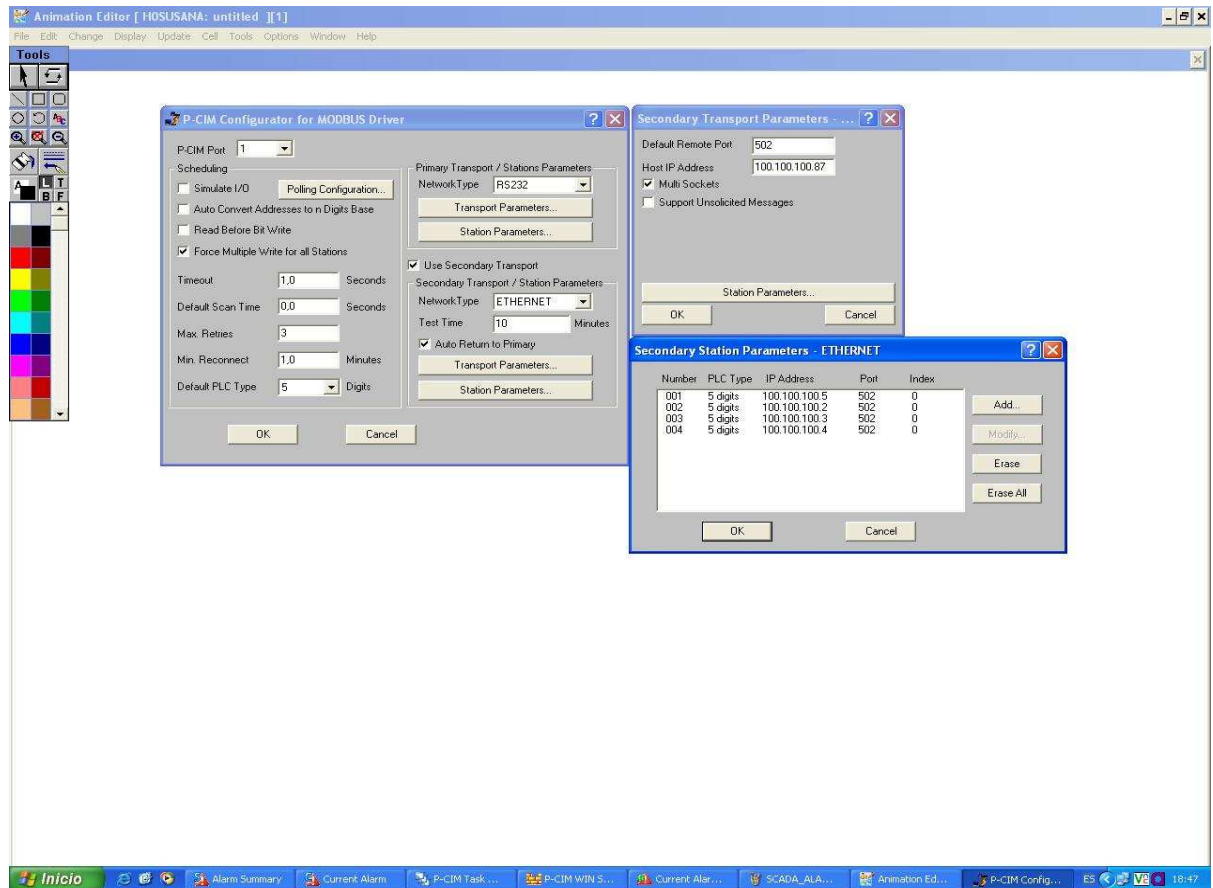 Animation Editor [ HOSUSANA: untitled ][1]
File Edit Change Display Update Cell Tools Options Window Help
Tools
A
L T
B F
P-CIM Configurator for MODBUS Driver
P-CIM Port 1
Scheduling
Simulate I/O Polling Configuration...
Auto Convert Addresses to n Digits Base
Read Before Bit Write
Force Multiple Write for all Stations
Timeout 1,0 Seconds
Default Scan Time 0,0 Seconds
Max. Retries 3
Min. Reconnect 1,0 Minutes
Default PLC Type 5 Digits
Primary Transport / Stations Parameters
NetworkType RS232
Transport Parameters...
Station Parameters...
Use Secondary Transport
Secondary Transport / Station Parameters
NetworkType ETHERNET
Test Time 10 Minutes
Auto Return to Primary
Transport Parameters...
Station Parameters...
OK Cancel
Secondary Transport Parameters - ...
Default Remote Port 502
Host IP Address 100.100.100.87
Multi Sockets
Support Unsolicited Messages
Station Parameters...
OK Cancel
Secondary Station Parameters - ETHERNET
Number PLC Type IP Address Port Index
001 5 digits 100.100.100.5 502 0
002 5 digits 100.100.100.2 502 0
003 5 digits 100.100.100.3 502 0
004 5 digits 100.100.100.4 502 0
Add...
Modify...
Erase
Erase All
OK Cancel
Inicio Alarm Summary Current Alarm P-CIM Task ... P-CIM WIN S... Current Alar... SCADA_ALA... Animation Ed... P-CIM Config... ES 18:47